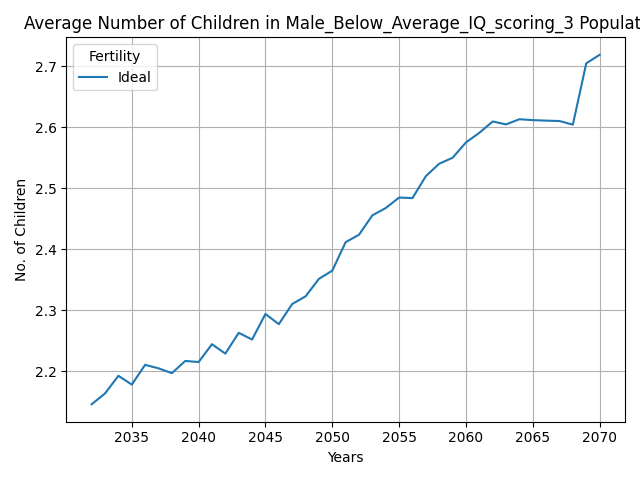 Average Number of Children in Male_Below_Average_IQ_scoring_3 Populat
Fertility
Ideal
No. of Children
2.7
2.6
2.5
2.4
2.3
2.2
2035 2040 2045 2050 2055 2060 2065 2070
Years